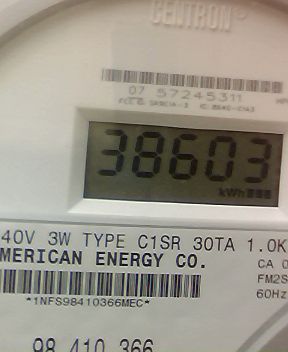 CENTRON
07 57245311
38603
kWh
40V 3W TYPE C1SR 30TA 1.0K
MERICAN ENERGY CO.
CA 0
FM2S
60Hz
*1NFS98410366MEC*
98 410 366